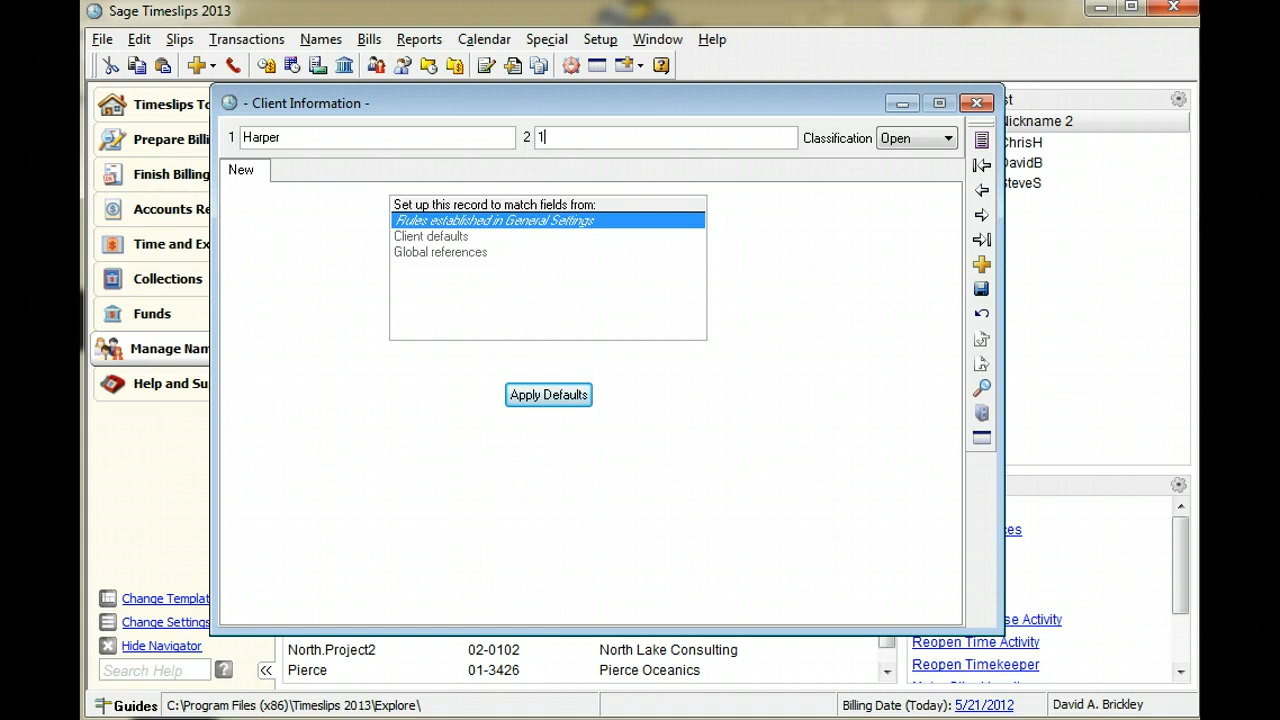 Sage Timeslips 2013
File Edit Slips Transactions Names Bills Reports Calendar Special Setup Window Help
Timeslips To
Prepare Billi
Finish Billing
Accounts Re
Time and Ex
Collections
Funds
Manage Nam
Help and Su
Change Templat
Change Settings
Hide Navigator
Search Help
- Client Information -
1 Harper 2 1 Classification Open
New
Set up this record to match fields from:
Rules established in General Settings
Client defaults
Global references
Apply Defaults
st
Nickname 2
ChrisH
DavidB
SteveS
ces
se Activity
Reopen Time Activity
Reopen Timekeeper
North.Project2 02-0102 North Lake Consulting
Pierce 01-3426 Pierce Oceanics
Guides C:\Program Files (x86)\Timeslips 2013\Explore\ Billing Date (Today): 5/21/2012 David A. Brickley